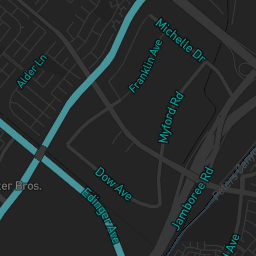 Michelle Dr
Franklin Ave
Alder Ln
Myford Rd
Dow Ave
Jamboree Rd
ter Bros.
Edinger Ave
Ave